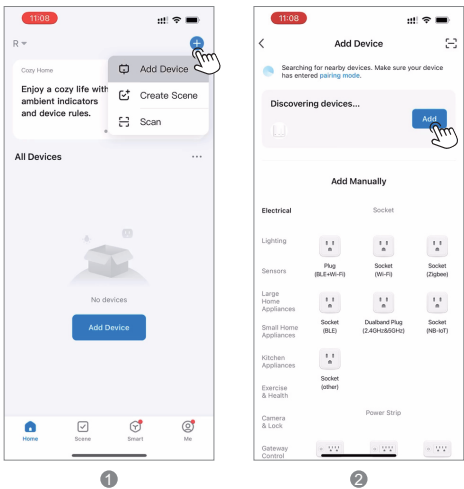 11:08
R
Cozy Home
Enjoy a cozy life with
ambient indicators
and device rules.
Add Device
Create Scene
Scan
All Devices
No devices
Add Device
Home
Scene
Smart
Me
1
11:08
Add Device
Searching for nearby devices. Make sure your device
has entered pairing mode.
Discovering devices...
Add
Add Manually
Electrical
Socket
Lighting
Plug
(BLE+Wi-Fi)
Socket
(Wi-Fi)
Socket
(Zigbee)
Sensors
Large
Home
Appliances
Socket
(BLE)
Dualband Plug
(2.4GHz&5GHz)
Socket
(NB-IoT)
Small Home
Appliances
Kitchen
Appliances
Socket
(other)
Exercise
& Health
Power Strip
Camera
& Lock
Gateway
Control
2